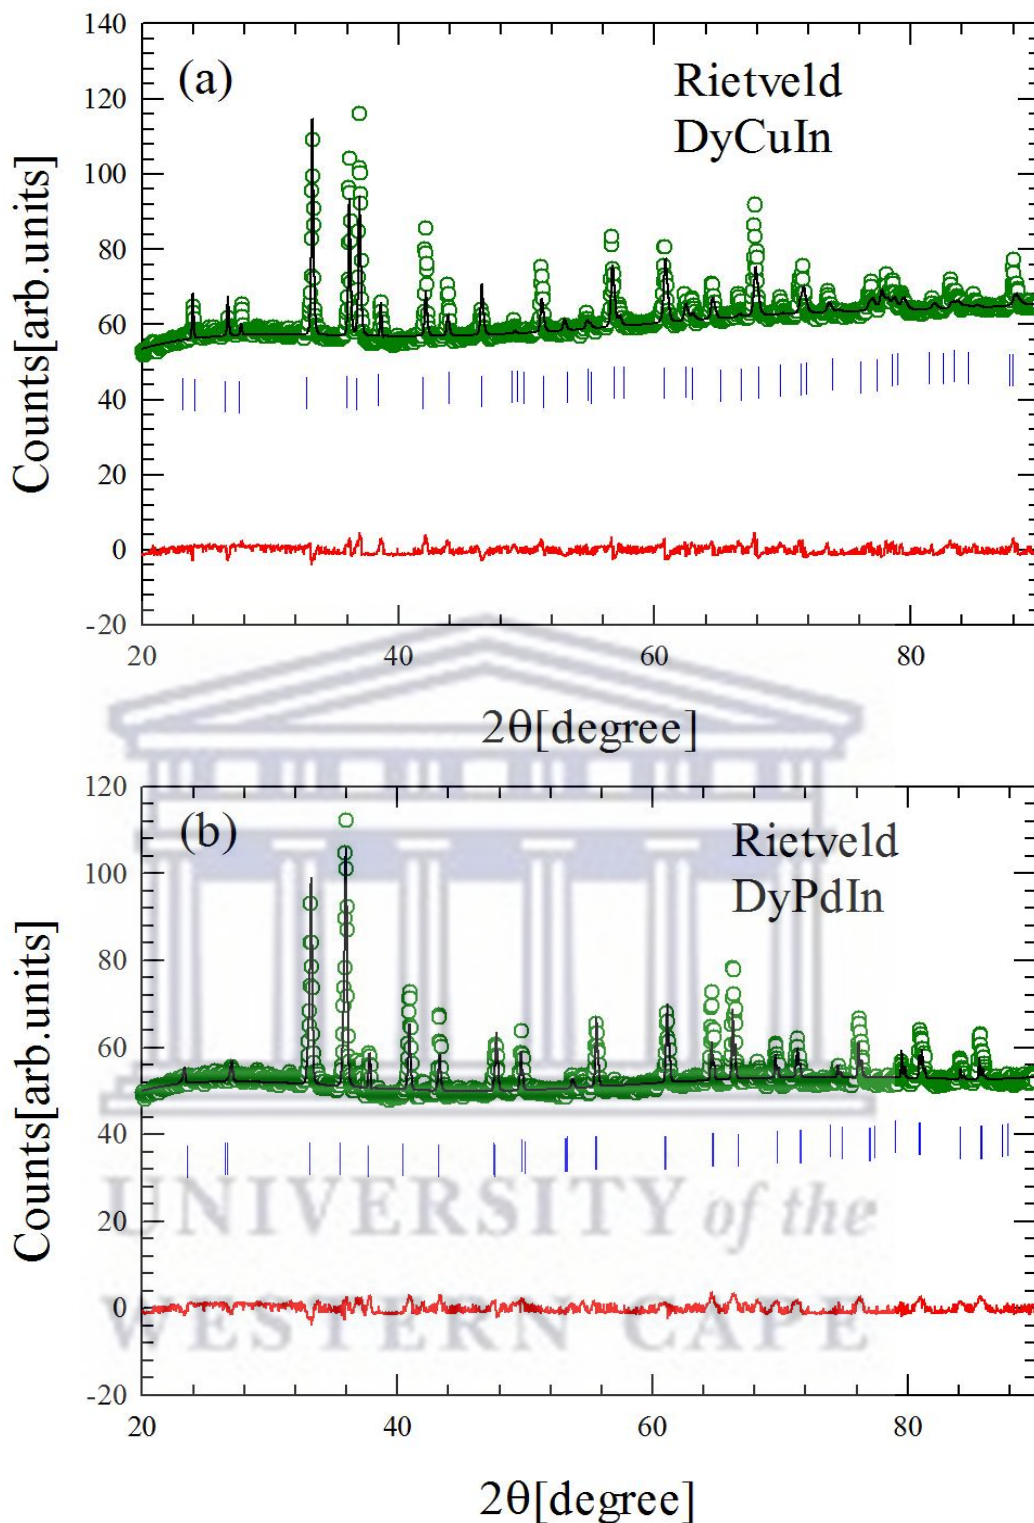 140
(a)
Rietveld
DyCuIn
120
100
80
60
40
20
0
-20
Counts[arb.units]
20 40 60 80
2θ[degree]
120
(b)
Rietveld
DyPdIn
100
80
60
40
20
0
-20
Counts[arb.units]
UNIVERSITY of the
WESTERN CAPE
20 40 60 80
2θ[degree]